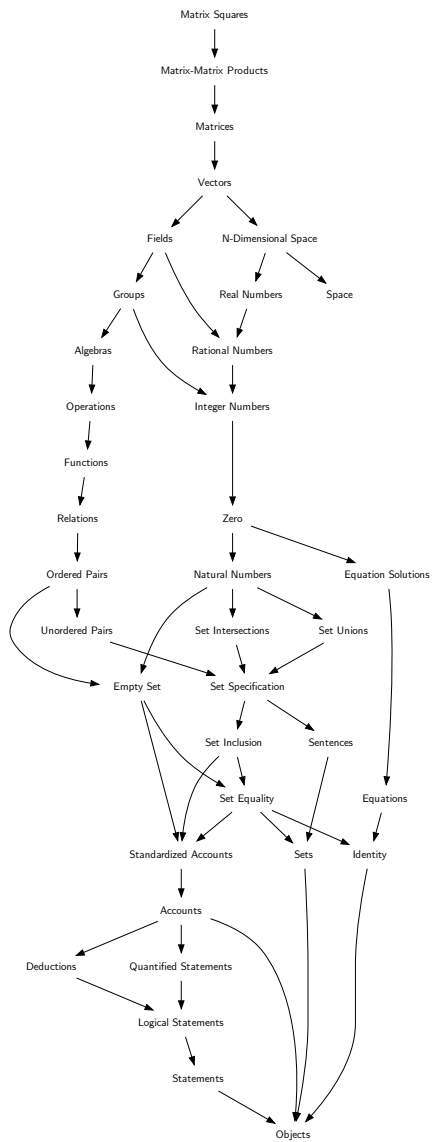 Matrix Squares
Matrix-Matrix Products
Matrices
Vectors
Fields
N-Dimensional Space
Groups
Real Numbers
Space
Algebras
Rational Numbers
Operations
Integer Numbers
Functions
Relations
Zero
Ordered Pairs
Natural Numbers
Equation Solutions
Unordered Pairs
Set Intersections
Set Unions
Empty Set
Set Specification
Set Inclusion
Sentences
Set Equality
Equations
Standardized Accounts
Sets
Identity
Accounts
Deductions
Quantified Statements
Logical Statements
Statements
Objects